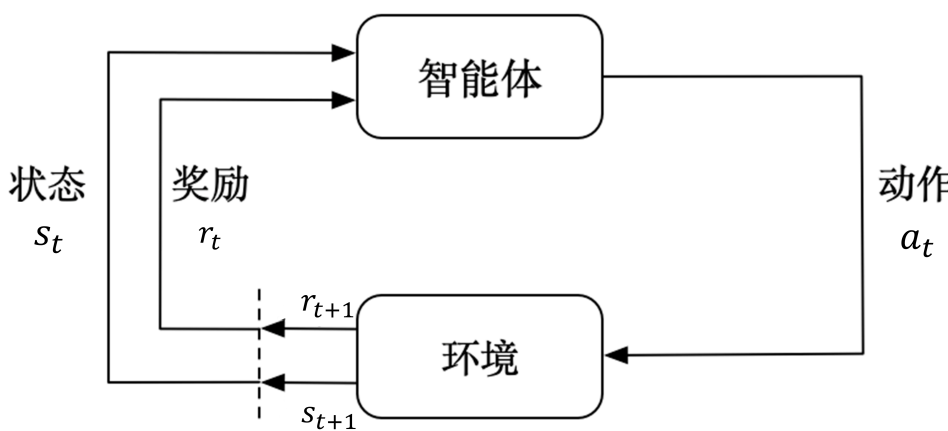 智能体
状态
s_t
奖励
r_t
动作
a_t
r_{t+1}
环境
s_{t+1}